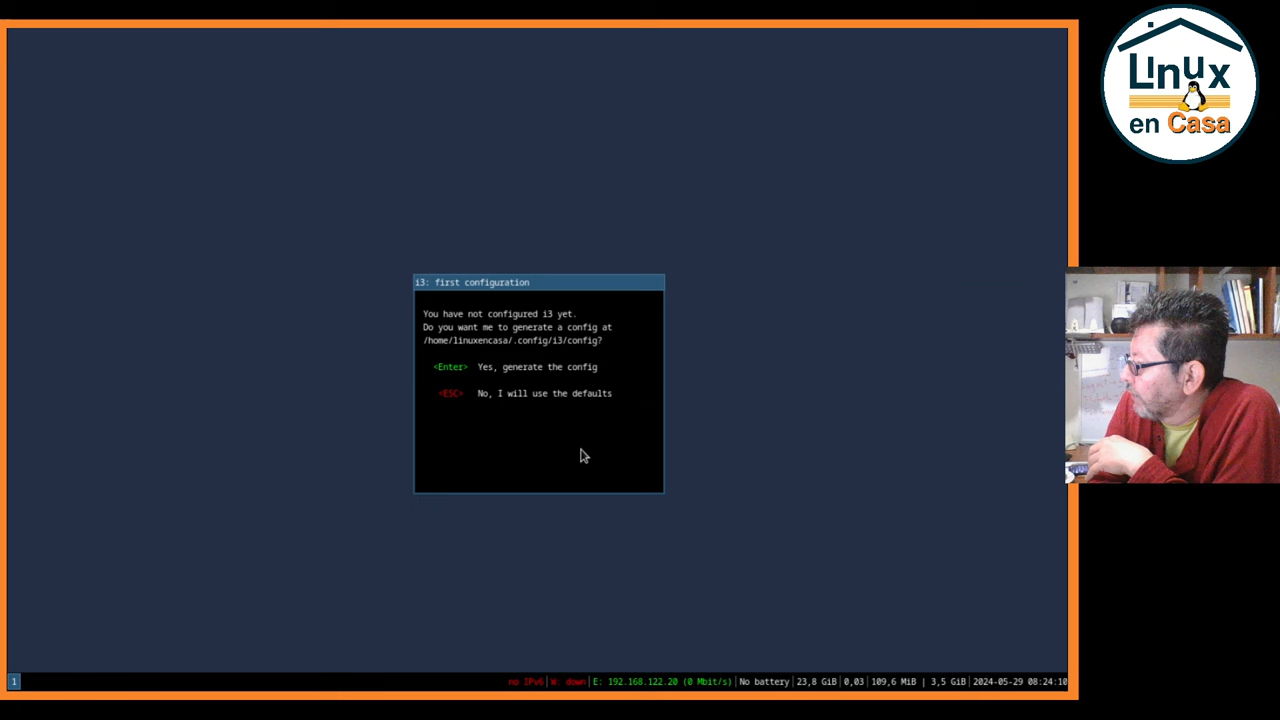 Linux
en Casa
i3: first configuration
You have not configured i3 yet.
Do you want me to generate a config at
/home/linuxencasa/.config/i3/config?
<Enter> Yes, generate the config
<ESC> No, I will use the defaults
1
no IPv6|W: down|E: 192.168.122.20 (0 Mbit/s)|No battery|23,8 GiB|0,03|109,6 MiB | 3,5 GiB|2024-05-29 08:24:10